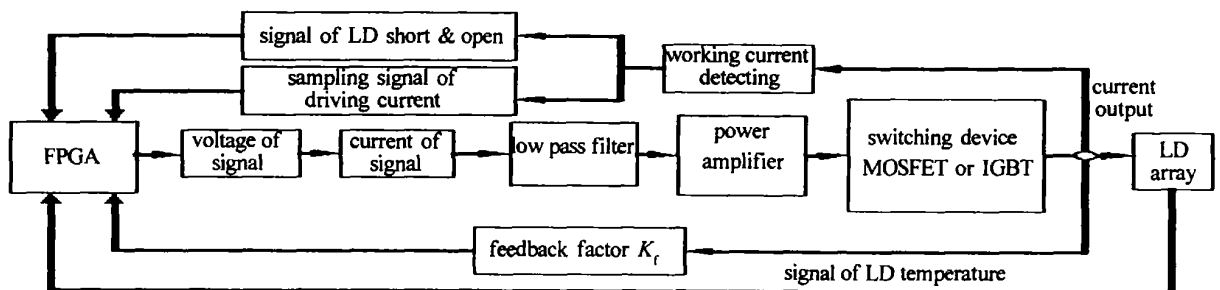 signal of LD short & open
sampling signal of
driving current
working current
detecting
current
output
FPGA
voltage of
signal
current of
signal
low pass filter
power
amplifier
switching device
MOSFET or IGBT
LD
array
feedback factor K_f
signal of LD temperature